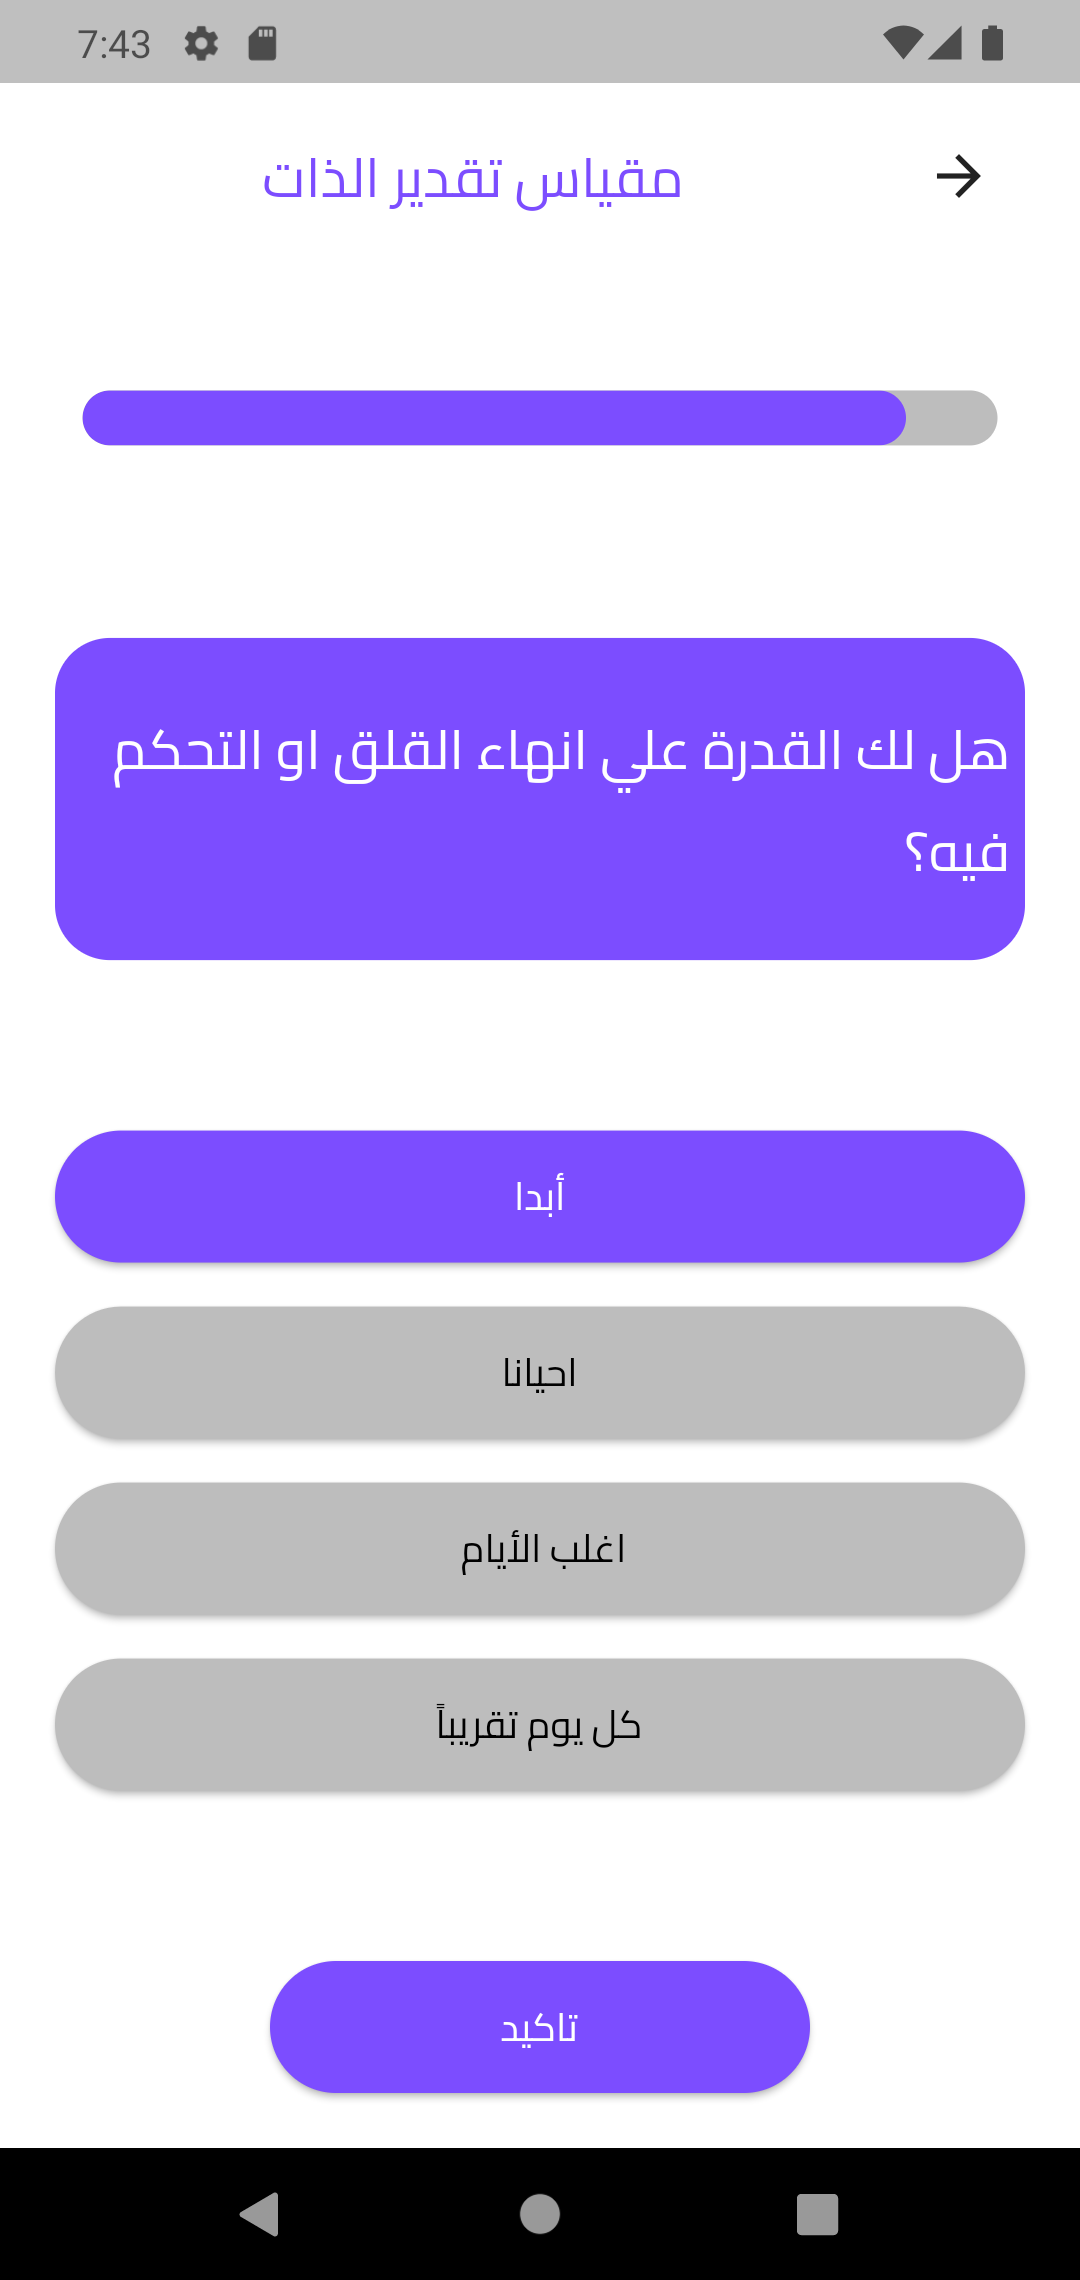 7:43
مقياس تقدير الذات
هل لك القدرة علي انهاء القلق او التحكم
فيه؟
أبدا
احيانا
اغلب الأيام
كل يوم تقريباً
تاكيد